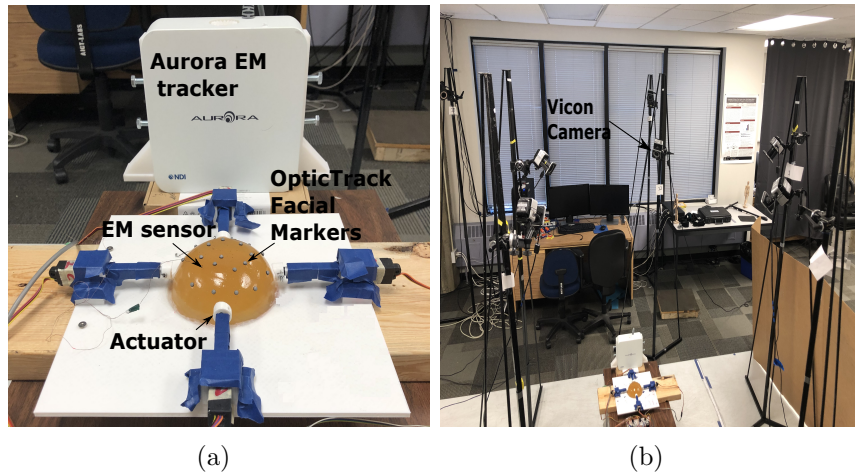 Aurora EM
tracker
AURORA
NDI
OpticTrack
Facial
Markers
EM sensor
Actuator
Vicon
Camera
(a)
(b)